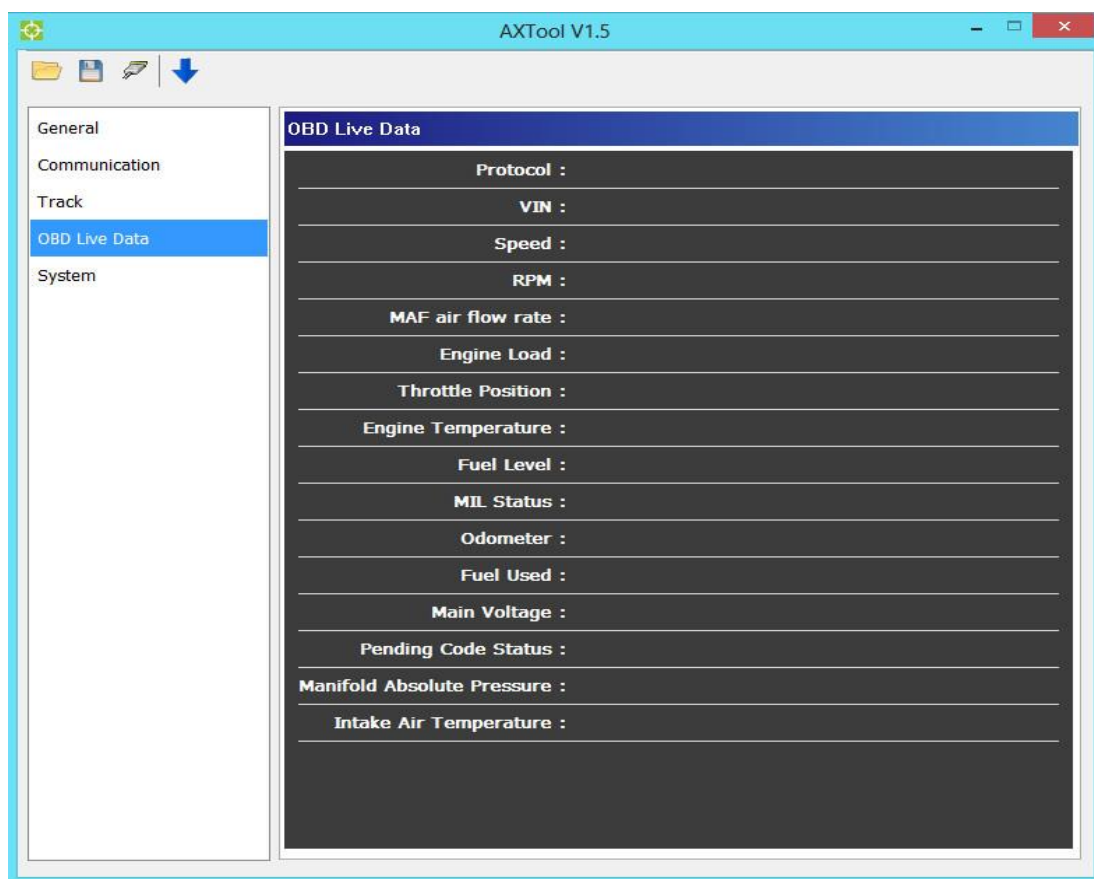 AXTool V1.5
General
Communication
Track
OBD Live Data
System
OBD Live Data
Protocol :
VIN :
Speed :
RPM :
MAF air flow rate :
Engine Load :
Throttle Position :
Engine Temperature :
Fuel Level :
MIL Status :
Odometer :
Fuel Used :
Main Voltage :
Pending Code Status :
Manifold Absolute Pressure :
Intake Air Temperature :